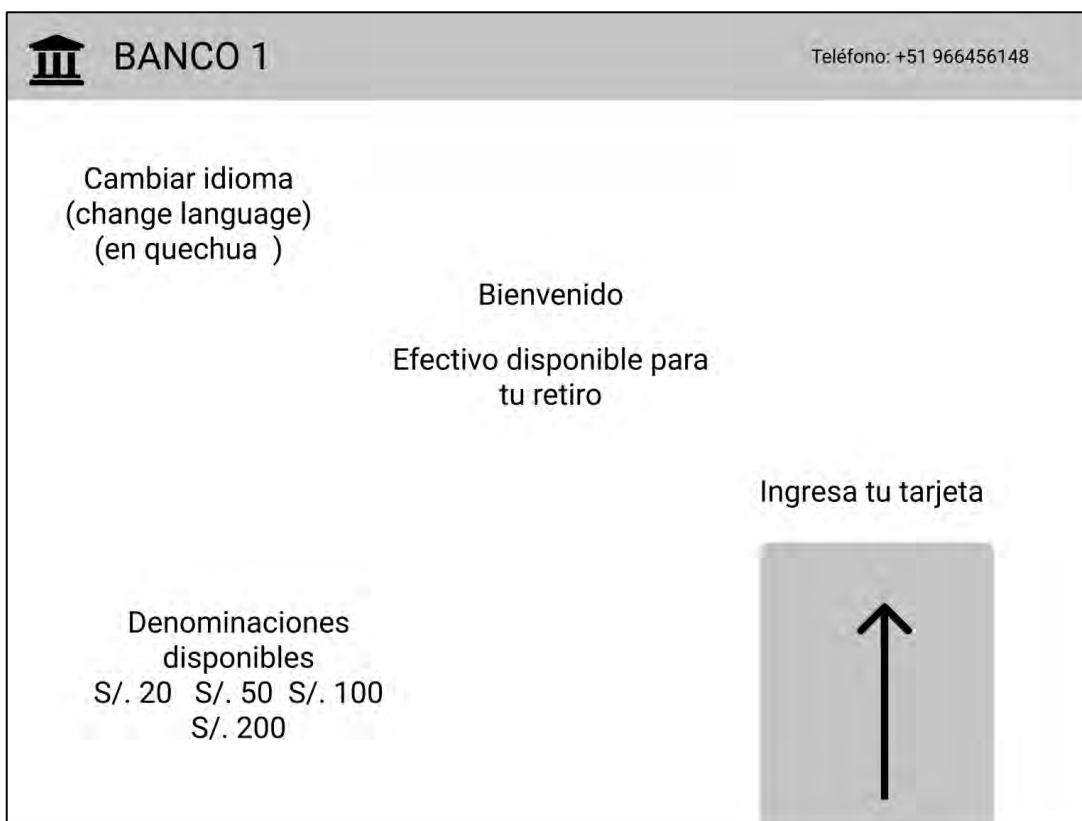 BANCO 1
Teléfono: +51 966456148
Cambiar idioma
(change language)
(en quechua )
Bienvenido
Efectivo disponible para
tu retiro
Ingresa tu tarjeta
Denominaciones
disponibles
S/. 20 S/. 50 S/. 100
S/. 200